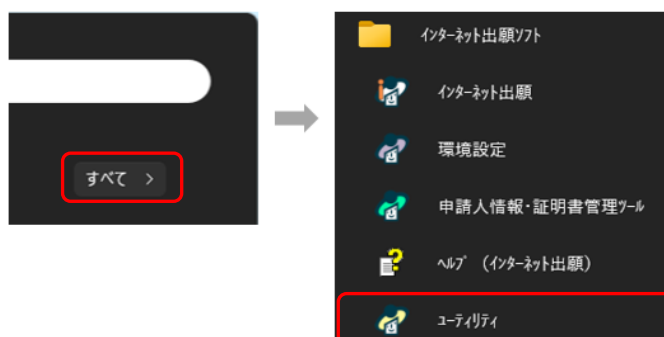 すべて >
インターネット出願ソフト
インターネット出願
環境設定
申請人情報・証明書管理ツール
ヘルプ (インターネット出願)
ユーティリティ